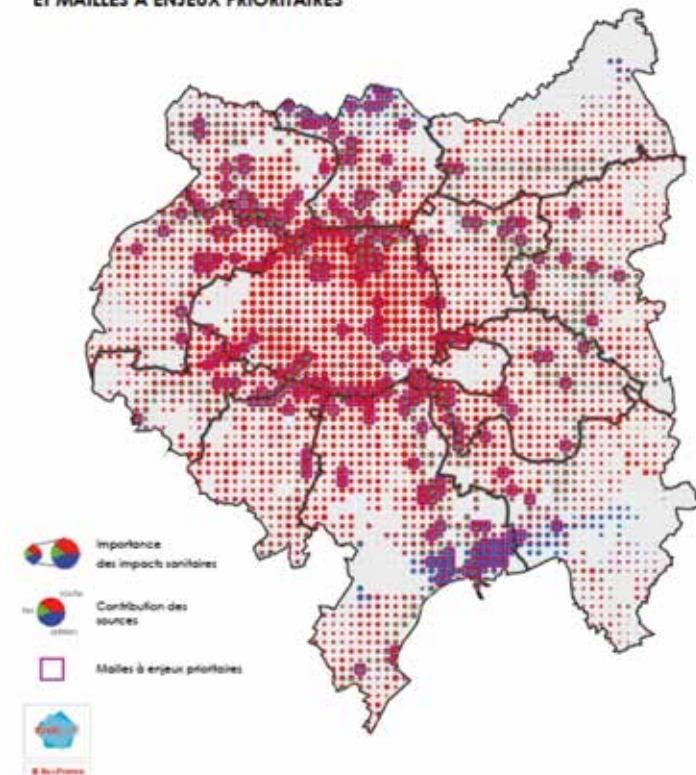 ET MAILLES À ENJEUX PRIORITAIRES
Importance
des impacts sanitaires
Contribution des
sources
Mailles à enjeux prioritaires